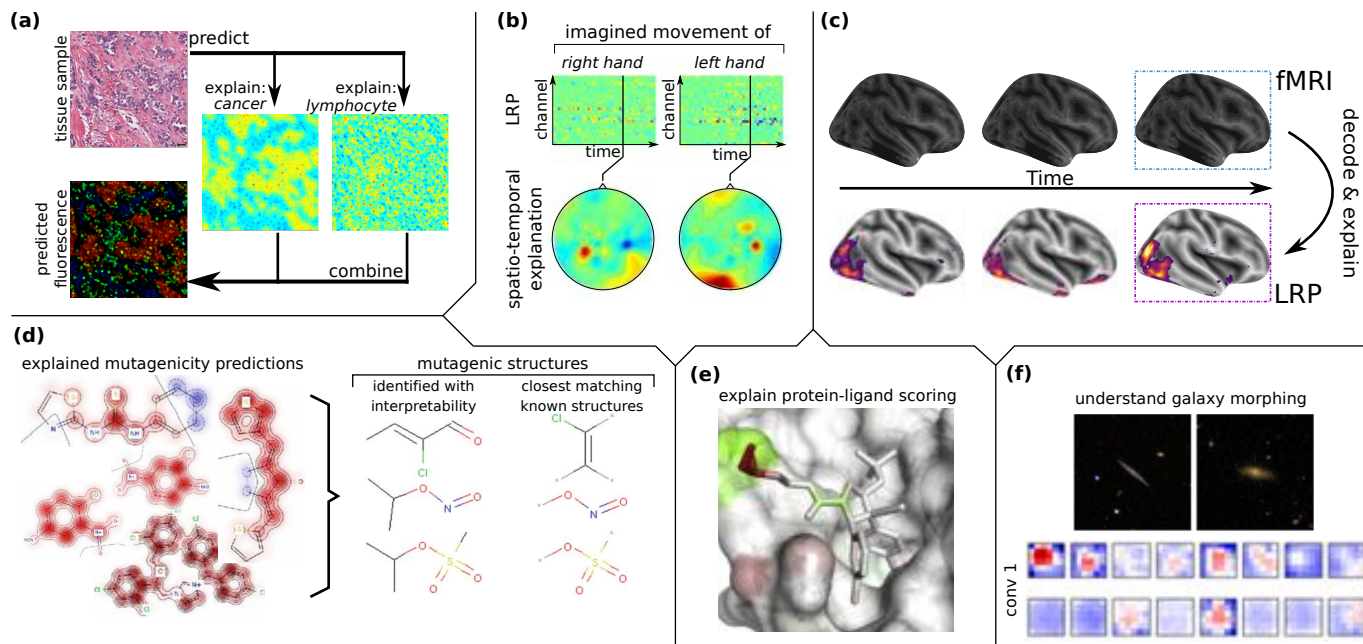 (a)
predict
tissue sample
explain:
cancer
explain:
lymphocyte
predicted
fluorescence
combine
(b)
imagined movement of
right hand
left hand
LRP
channel
channel
time
time
spatio-temporal
explanation
(c)
fMRI
Time
decode & explain
LRP
(d)
explained mutagenicity predictions
mutagenic structures
identified with
interpretability
closest matching
known structures
Cl
O
Cl
O
N
O
O
N
O
O
S
O
O
O
S
O
O
(e)
explain protein-ligand scoring
(f)
understand galaxy morphing
conv 1